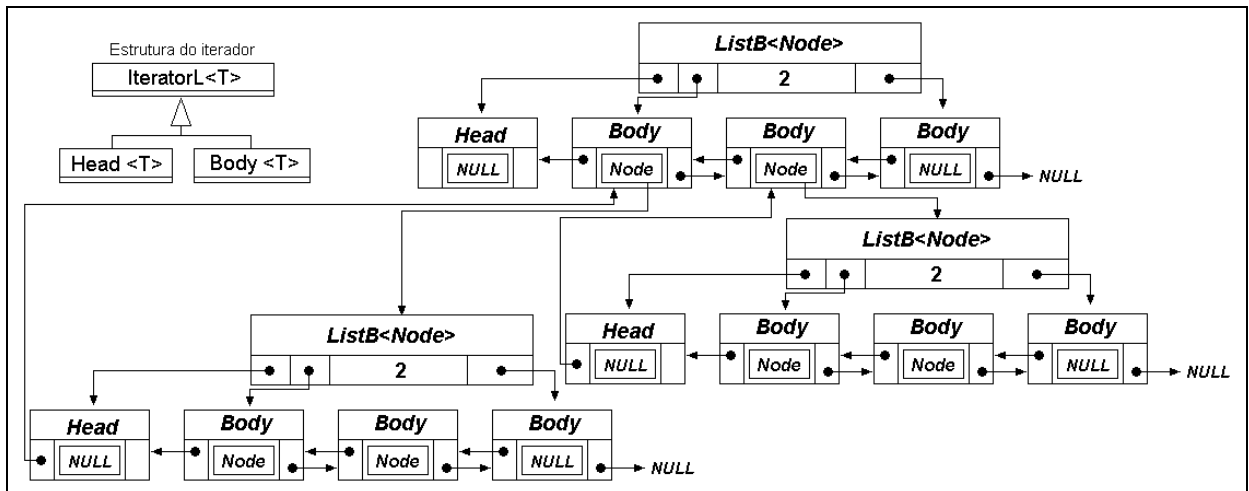 Estrutura do iterador
IteratorL<T>
Head <T>
Body <T>
ListB<Node>
2
Head
Body
Body
Body
NULL
Node
Node
NULL
NULL
ListB<Node>
2
Head
Body
Body
Body
NULL
Node
Node
NULL
NULL
ListB<Node>
2
Head
Body
Body
Body
NULL
Node
Node
NULL
NULL